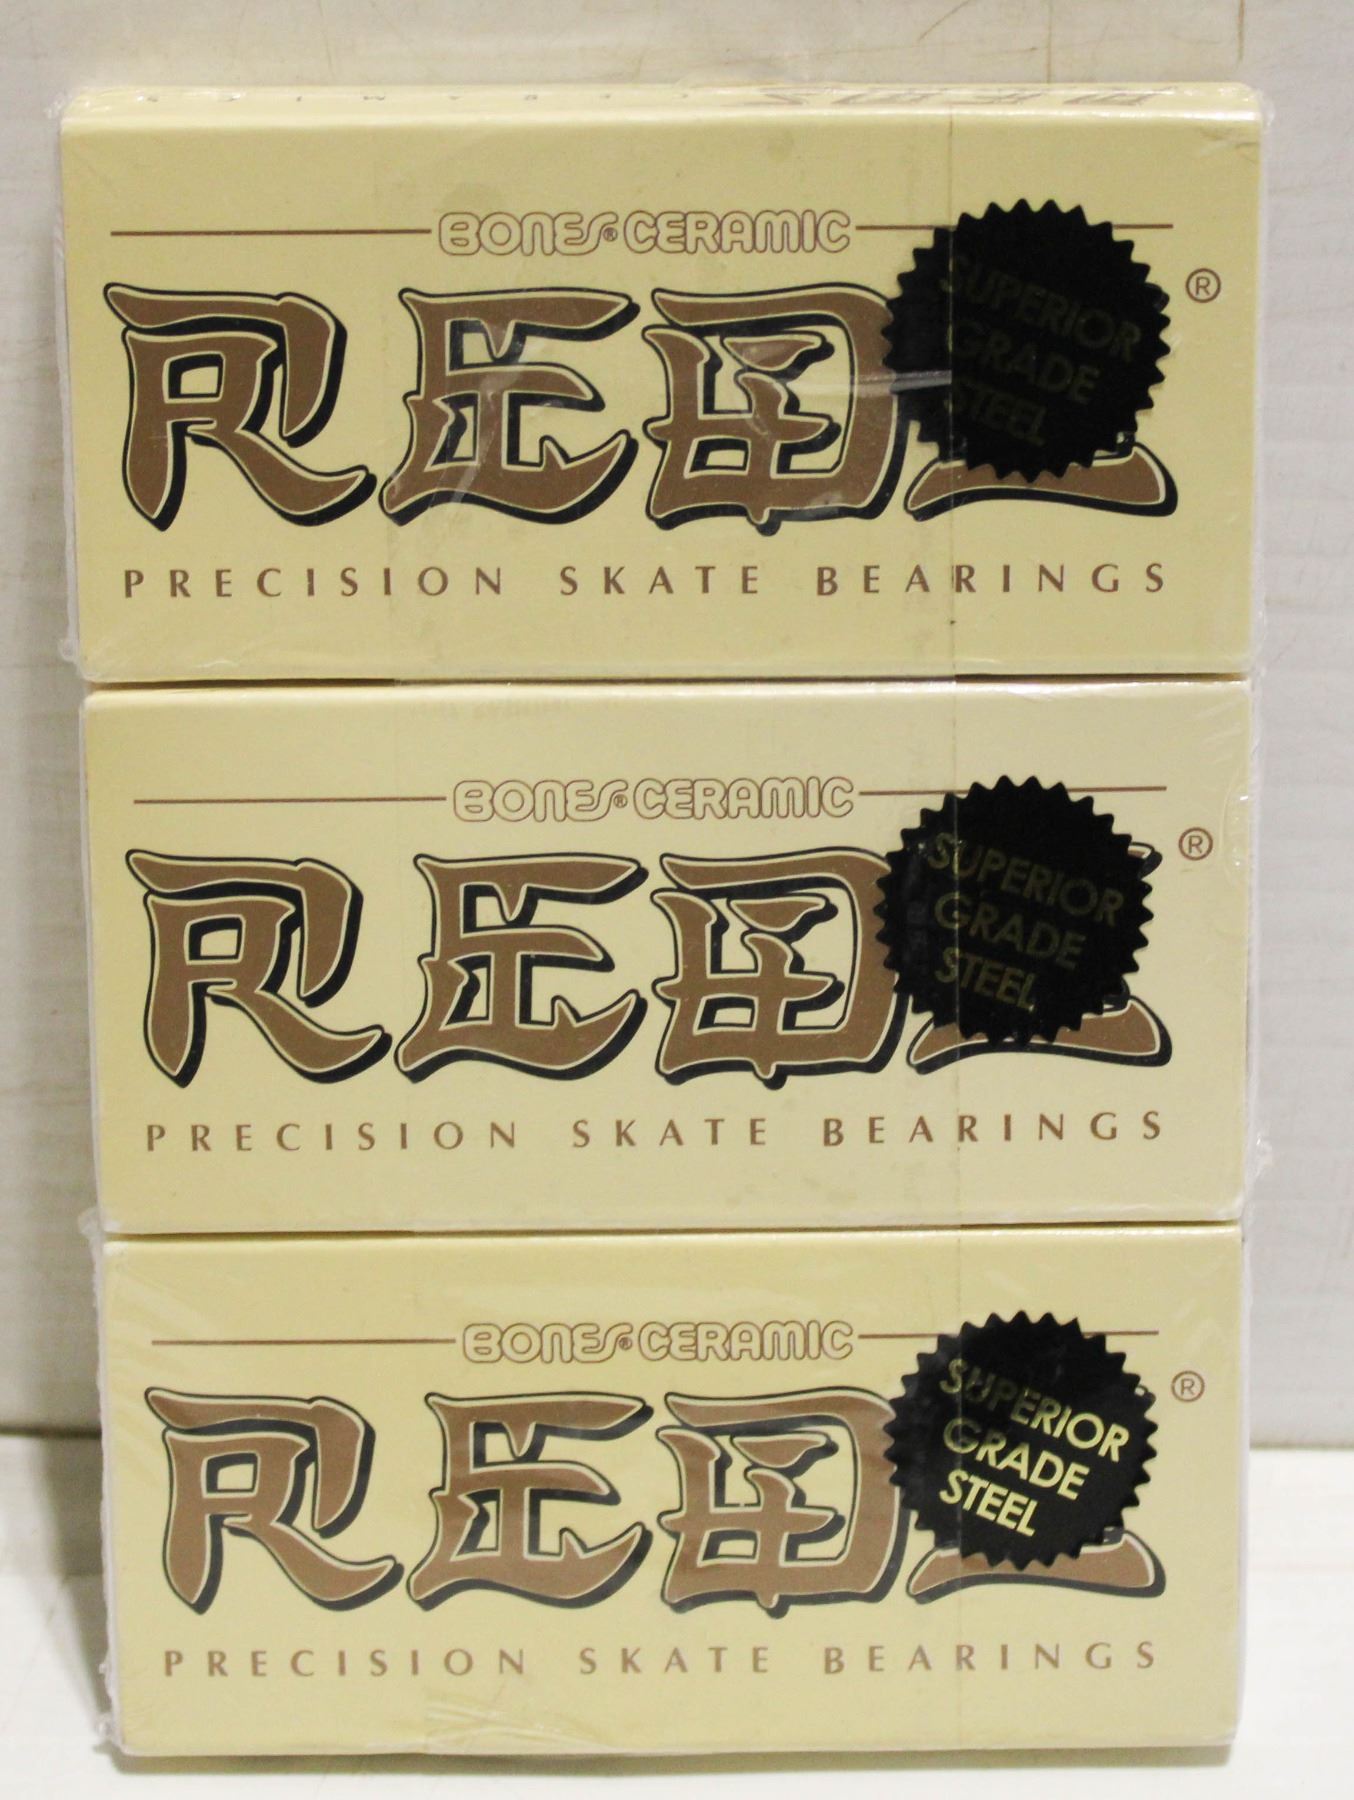 BONES® CERAMIC
REDS®
SUPERIOR
GRADE
STEEL
PRECISION SKATE BEARINGS
BONES® CERAMIC
REDS®
SUPERIOR
GRADE
STEEL
PRECISION SKATE BEARINGS
BONES® CERAMIC
REDS®
SUPERIOR
GRADE
STEEL
PRECISION SKATE BEARINGS